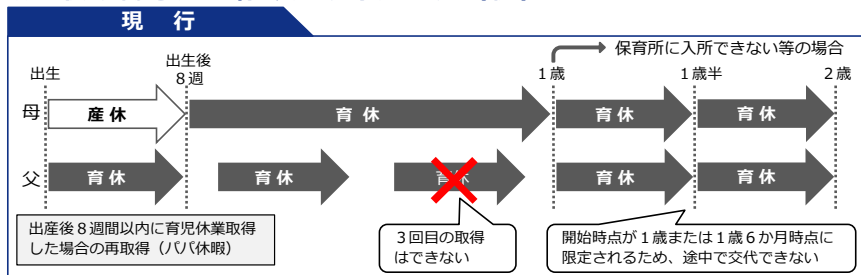 現 行
保育所に入所できない等の場合
出生
出生後
8週
1歳
1歳半
2歳
母
産休
育休
育休
育休
父
育休
育休
育休
育休
育休
出産後8週間以内に育児休業取得
した場合の再取得（パパ休暇）
3回目の取得
はできない
開始時点が1歳または1歳6か月時点に
限定されるため、途中で交代できない